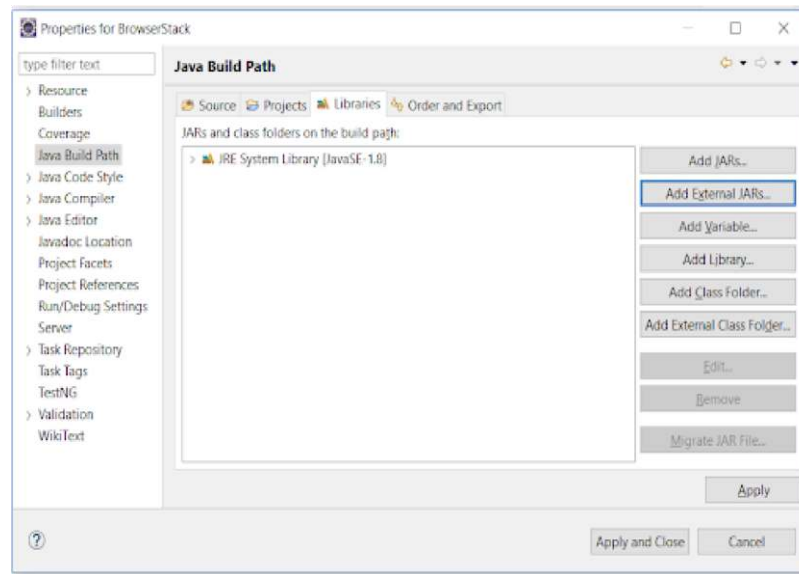 Properties for BrowserStack
type filter text
Java Build Path
Resource
Builders
Coverage
Java Build Path
Java Code Style
Java Compiler
Java Editor
Javadoc Location
Project Facets
Project References
Run/Debug Settings
Server
Task Repository
Task Tags
TestNG
Validation
WikiText
Source Projects Libraries Order and Export
JARs and class folders on the build path:
JRE System Library [JavaSE-1.8]
Add JARs...
Add External JARs...
Add Variable...
Add Library...
Add Class Folder...
Add External Class Folder...
Edit...
Remove
Migrate JAR File...
Apply
Apply and Close Cancel